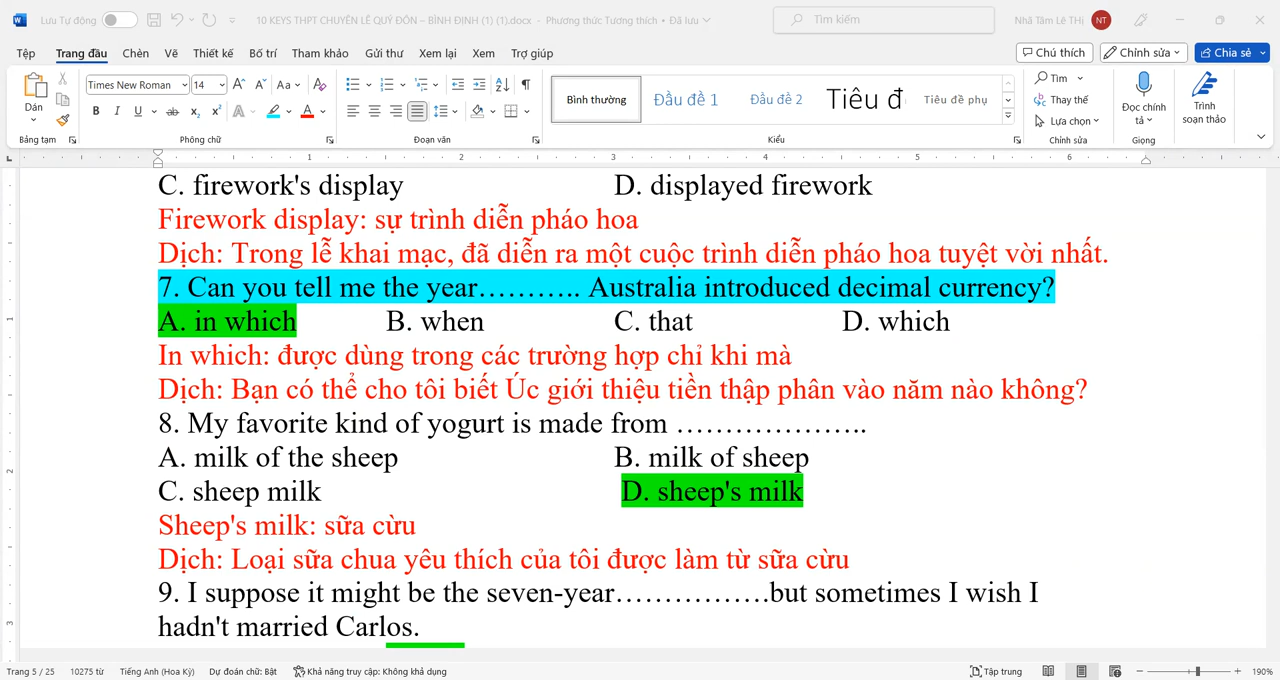 Lưu Tự động
10 KEYS THPT CHUYÊN LÊ QUÝ ĐÔN – BÌNH ĐỊNH (1) (1).docx - Phương thức Tương thích • Đã lưu
Tìm kiếm
Nhã Tâm Lê THị
NT
Tệp Trang đầu Chèn Vẽ Thiết kế Bố trí Tham khảo Gửi thư Xem lại Xem Trợ giúp
Chú thích Chỉnh sửa Chia sẻ
Dán
Times New Roman 14
Bình thường Đầu đề 1 Đầu đề 2 Tiêu đ Tiêu đề phụ
Tìm
Thay thế
Lựa chọn
Đọc chính tả
Trình soạn thảo
Bảng tạm Phông chữ Đoạn văn Kiểu Chỉnh sửa Giọng
1 2 3 4 5 6
C. firework's display D. displayed firework
Firework display: sự trình diễn pháo hoa
Dịch: Trong lễ khai mạc, đã diễn ra một cuộc trình diễn pháo hoa tuyệt vời nhất.
7. Can you tell me the year……….. Australia introduced decimal currency?
A. in which B. when C. that D. which
In which: được dùng trong các trường hợp chỉ khi mà
Dịch: Bạn có thể cho tôi biết Úc giới thiệu tiền thập phân vào năm nào không?
8. My favorite kind of yogurt is made from ………………..
A. milk of the sheep B. milk of sheep
C. sheep milk D. sheep's milk
Sheep's milk: sữa cừu
Dịch: Loại sữa chua yêu thích của tôi được làm từ sữa cừu
9. I suppose it might be the seven-year…………….but sometimes I wish I
hadn't married Carlos.
Trang 5 / 25 10275 từ Tiếng Anh (Hoa Kỳ) Dự đoán chữ: Bật Khả năng truy cập: Không khả dụng Tập trung 190%